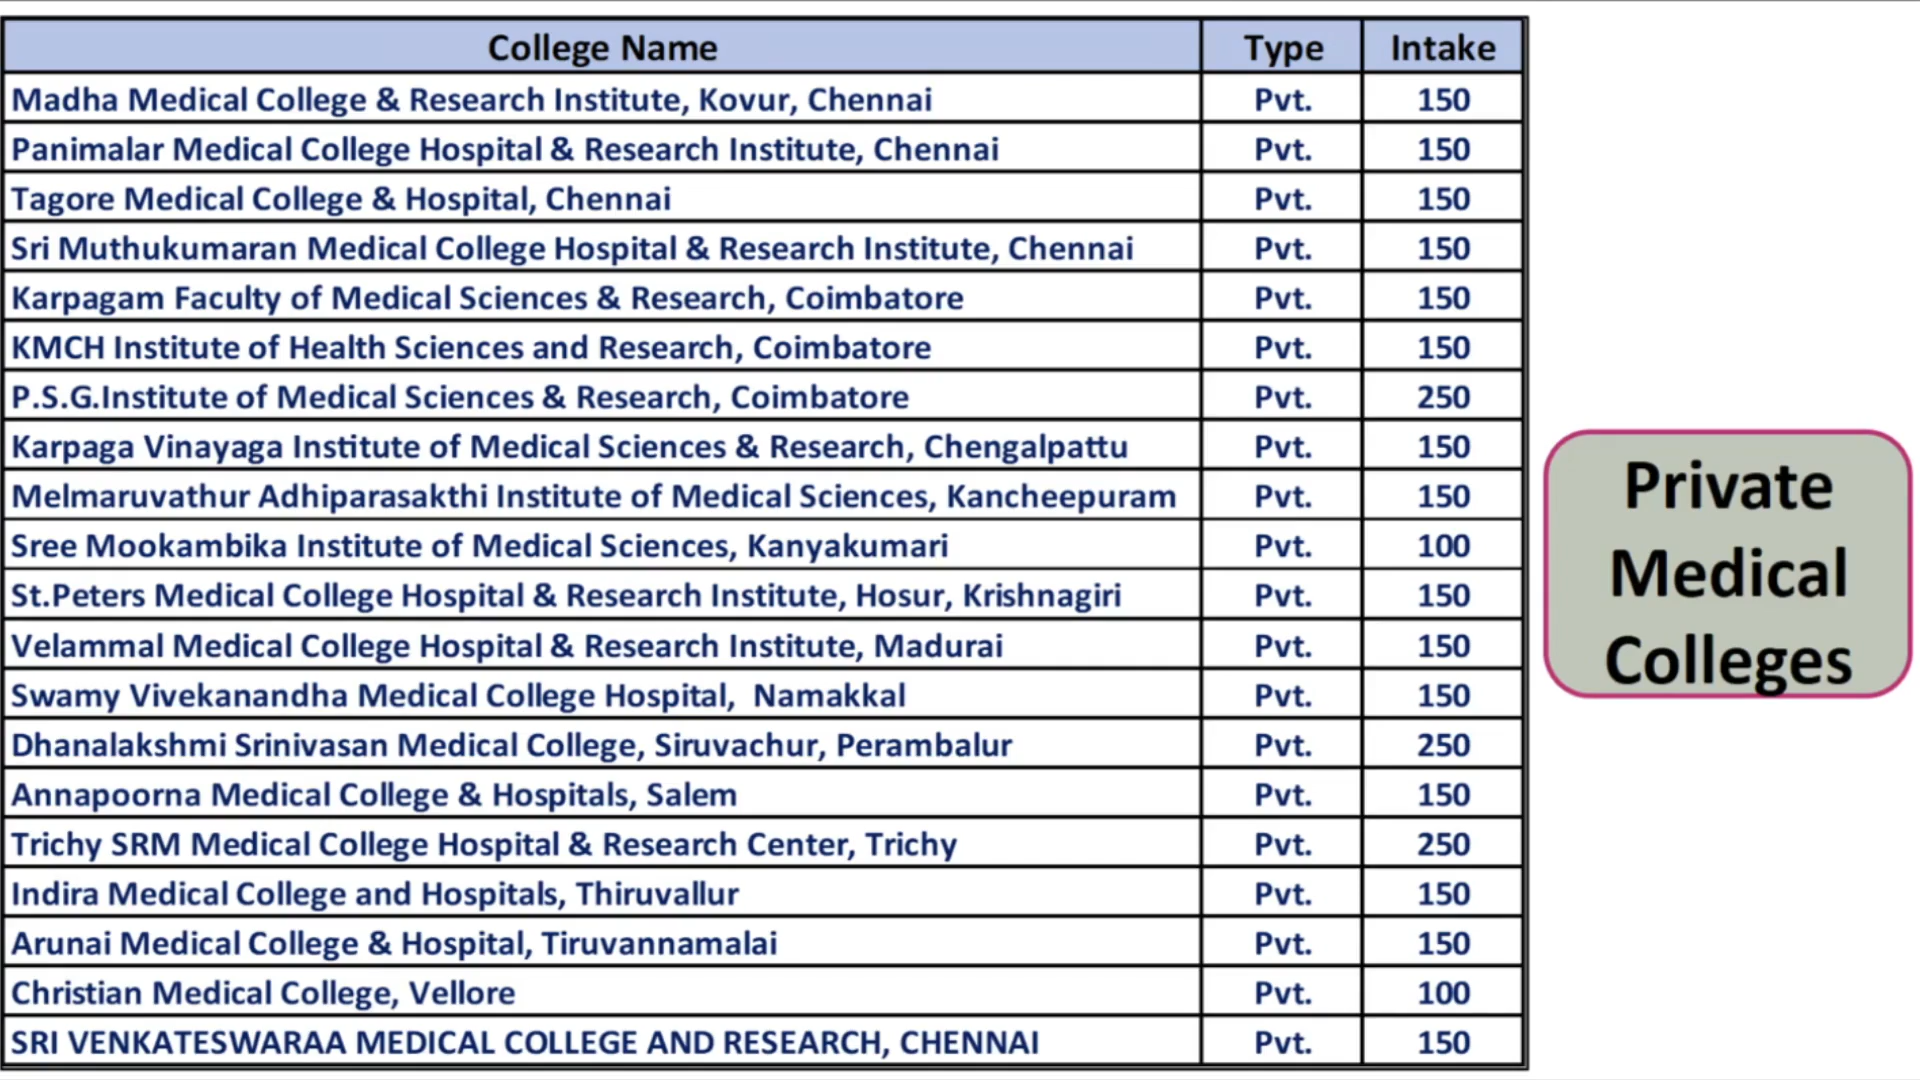 College Name Type Intake
Madha Medical College & Research Institute, Kovur, Chennai Pvt. 150
Panimalar Medical College Hospital & Research Institute, Chennai Pvt. 150
Tagore Medical College & Hospital, Chennai Pvt. 150
Sri Muthukumaran Medical College Hospital & Research Institute, Chennai Pvt. 150
Karpagam Faculty of Medical Sciences & Research, Coimbatore Pvt. 150
KMCH Institute of Health Sciences and Research, Coimbatore Pvt. 150
P.S.G.Institute of Medical Sciences & Research, Coimbatore Pvt. 250
Karpaga Vinayaga Institute of Medical Sciences & Research, Chengalpattu Pvt. 150
Melmaruvathur Adhiparasakthi Institute of Medical Sciences, Kancheepuram Pvt. 150
Sree Mookambika Institute of Medical Sciences, Kanyakumari Pvt. 100
St.Peters Medical College Hospital & Research Institute, Hosur, Krishnagiri Pvt. 150
Velammal Medical College Hospital & Research Institute, Madurai Pvt. 150
Swamy Vivekanandha Medical College Hospital, Namakkal Pvt. 150
Dhanalakshmi Srinivasan Medical College, Siruvachur, Perambalur Pvt. 250
Annapoorna Medical College & Hospitals, Salem Pvt. 150
Trichy SRM Medical College Hospital & Research Center, Trichy Pvt. 250
Indira Medical College and Hospitals, Thiruvallur Pvt. 150
Arunai Medical College & Hospital, Tiruvannamalai Pvt. 150
Christian Medical College, Vellore Pvt. 100
SRI VENKATESWARAA MEDICAL COLLEGE AND RESEARCH, CHENNAI Pvt. 150
Private
Medical
Colleges